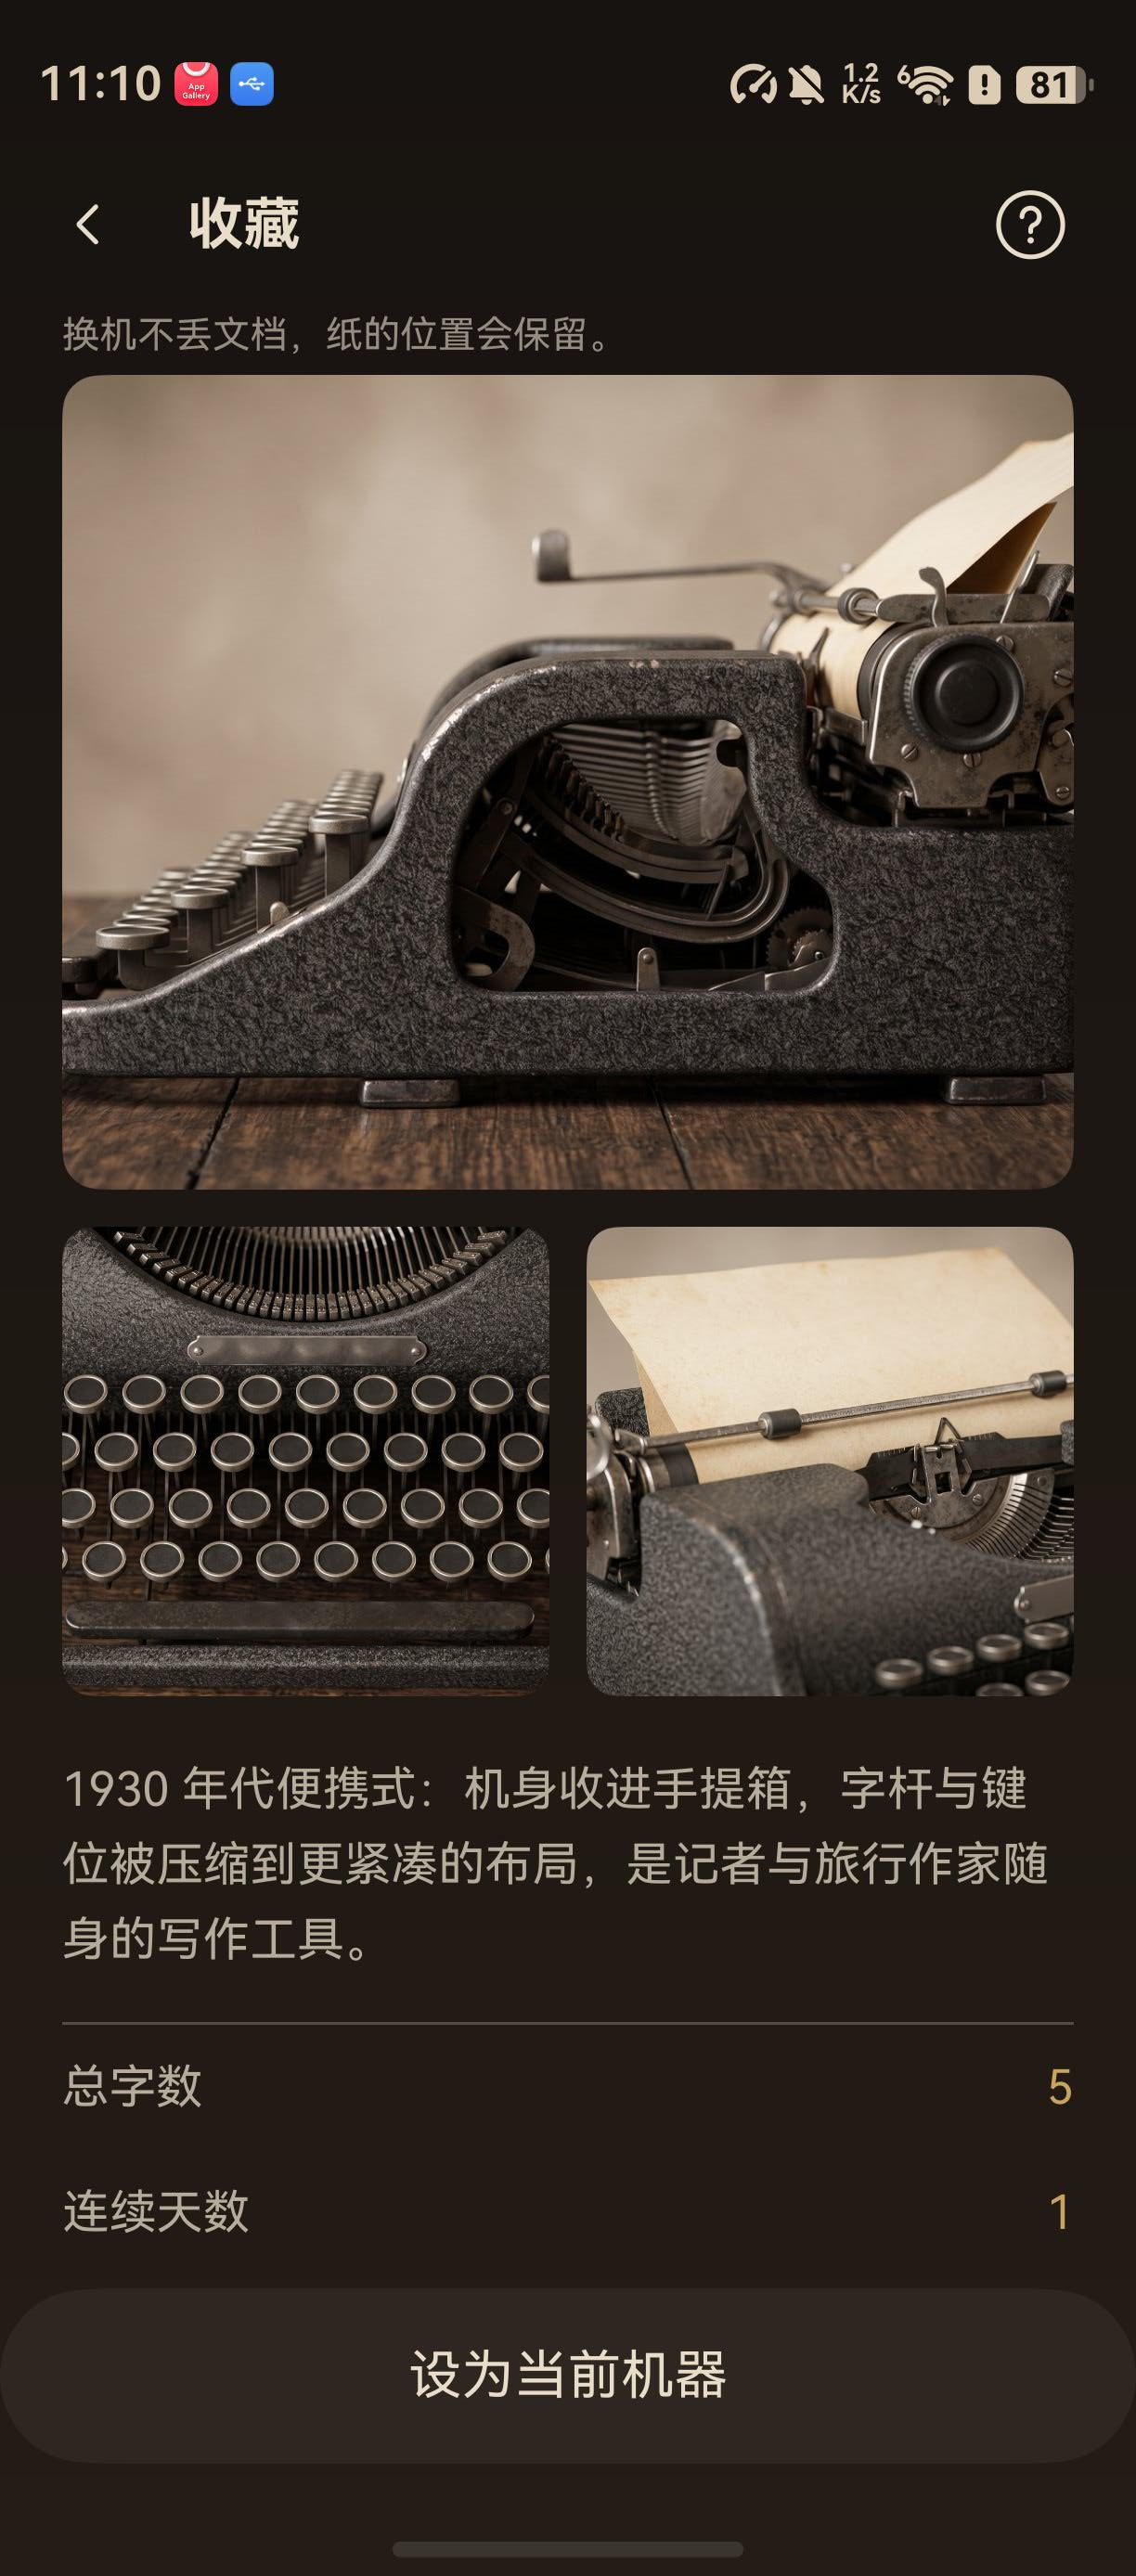 11:10
App
Gallery
1.2
K/s
6
81
收藏
换机不丢文档，纸的位置会保留。
1930 年代便携式：机身收进手提箱，字杆与键
位被压缩到更紧凑的布局，是记者与旅行作家随
身的写作工具。
总字数 5
连续天数 1
设为当前机器